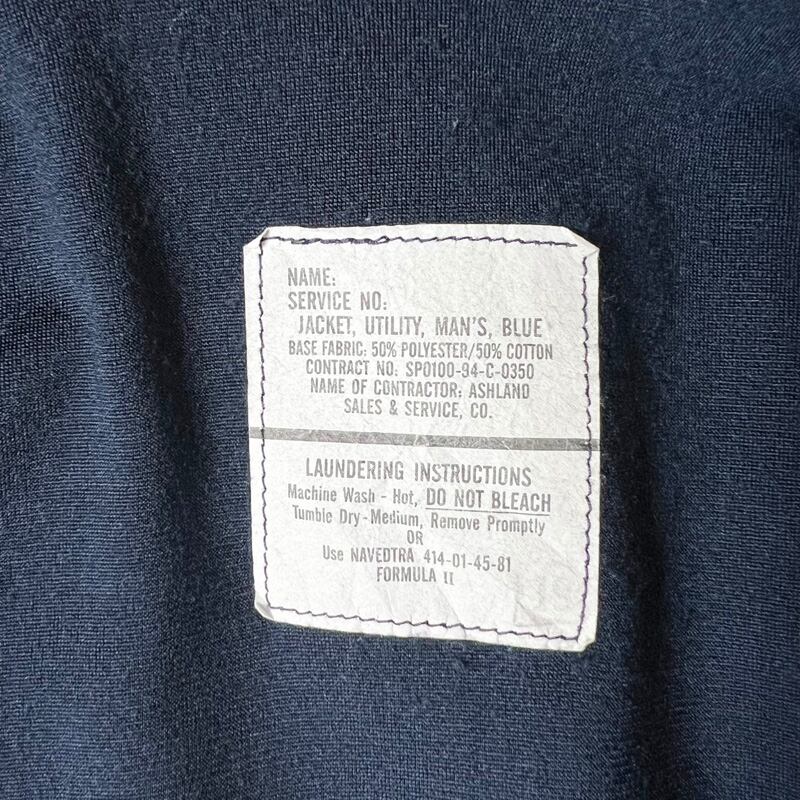 NAME:
SERVICE NO:
JACKET, UTILITY, MAN'S, BLUE
BASE FABRIC: 50% POLYESTER/50% COTTON
CONTRACT NO: SPO100-94-C-0350
NAME OF CONTRACTOR: ASHLAND
SALES & SERVICE, CO.
LAUNDERING INSTRUCTIONS
Machine Wash - Hot, DO NOT BLEACH
Tumble Dry - Medium, Remove Promptly
OR
Use NAVEDTRA 414-01-45-81
FORMULA II